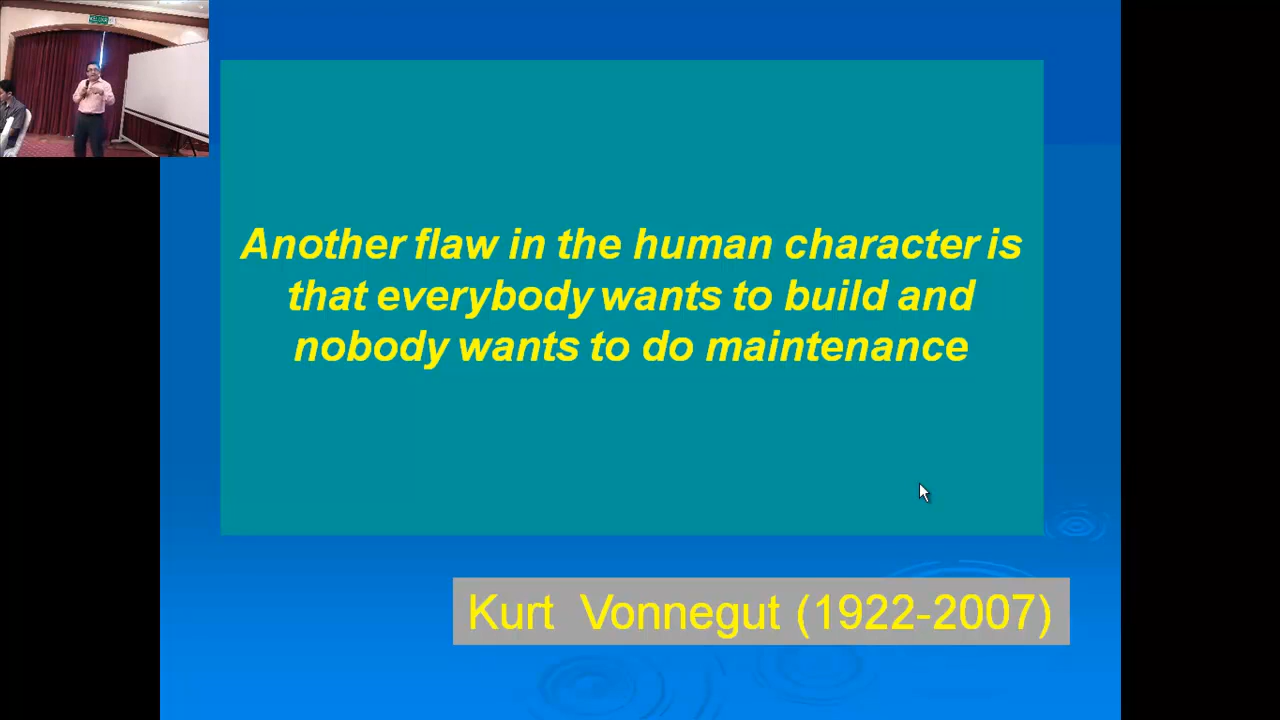 Another flaw in the human character is
that everybody wants to build and
nobody wants to do maintenance
Kurt Vonnegut (1922-2007)